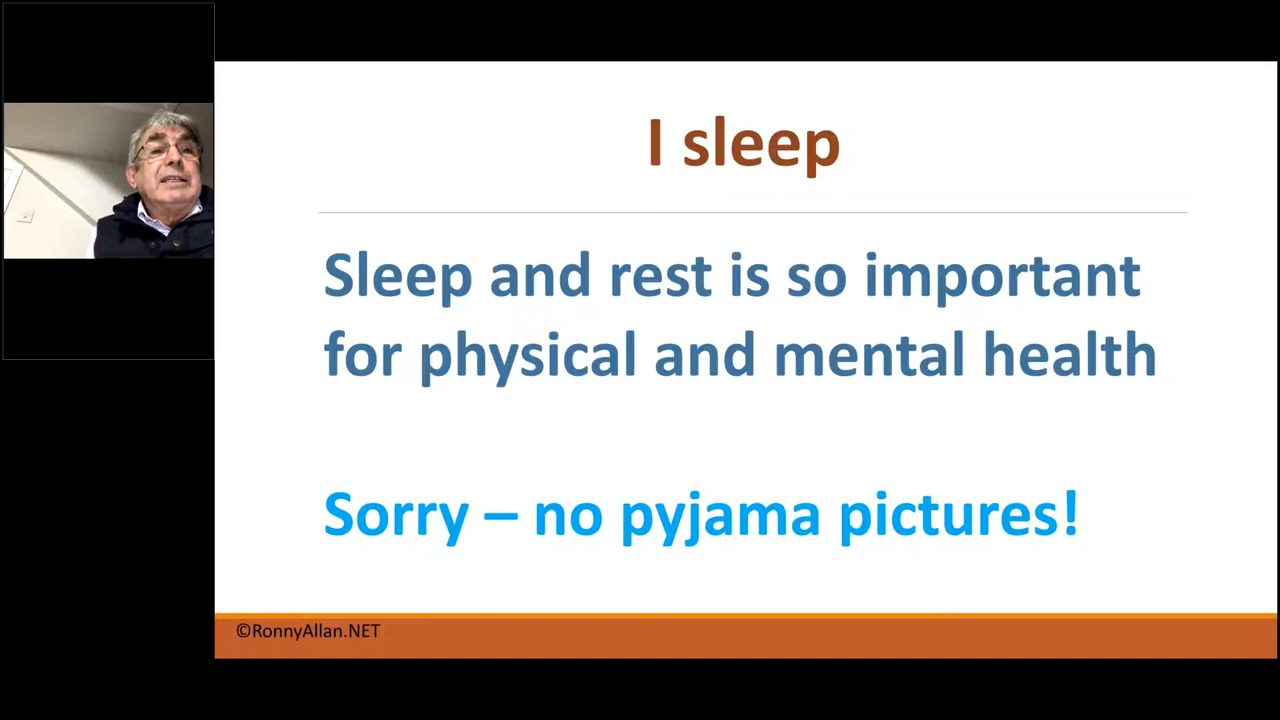 I sleep
Sleep and rest is so important
for physical and mental health
Sorry – no pyjama pictures!
©RonnyAllan.NET